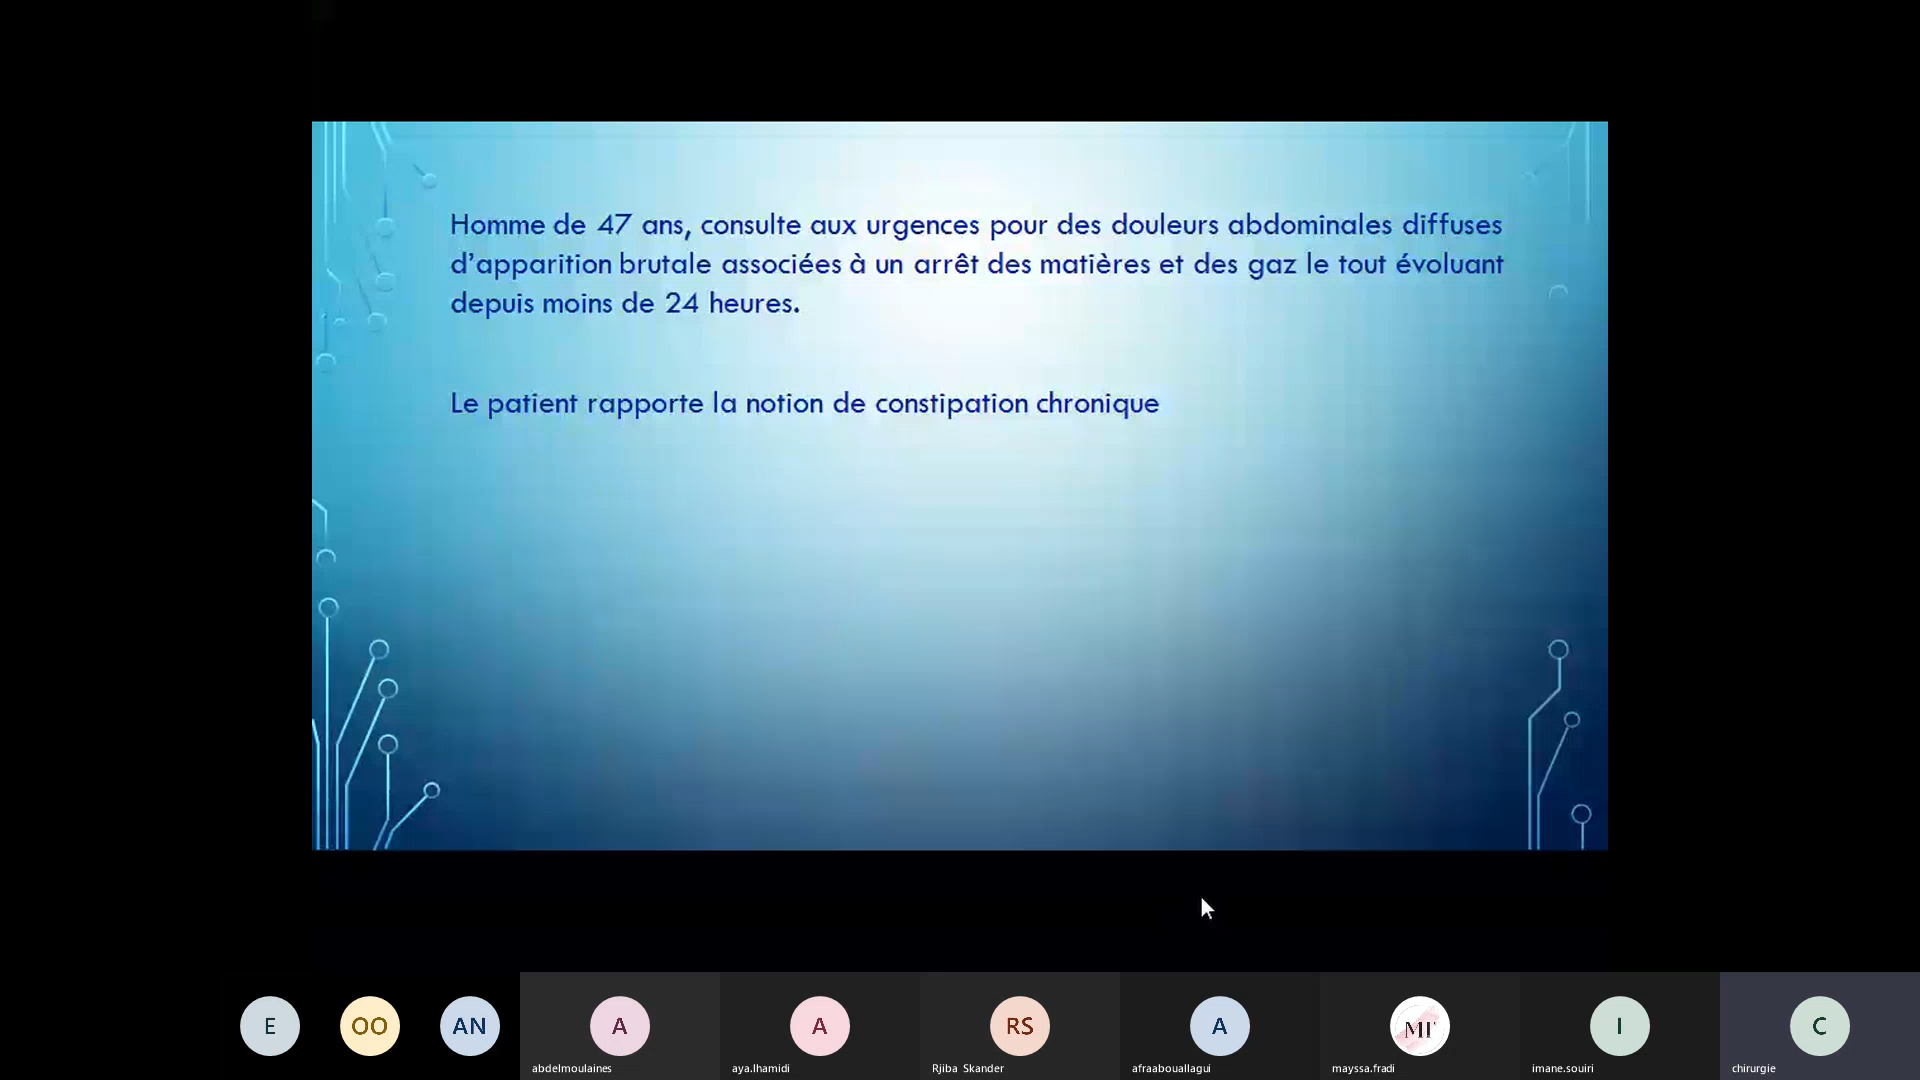 Homme de 47 ans, consulte aux urgences pour des douleurs abdominales diffuses
d’apparition brutale associées à un arrêt des matières et des gaz le tout évoluant
depuis moins de 24 heures.
Le patient rapporte la notion de constipation chronique
E
OO
AN
A
A
RS
A
MF
I
C
abdelmoulaines
aya.lhamidi
Rjiba Skander
afraabouallagui
mayssa.fradi
imane.souiri
chirurgie